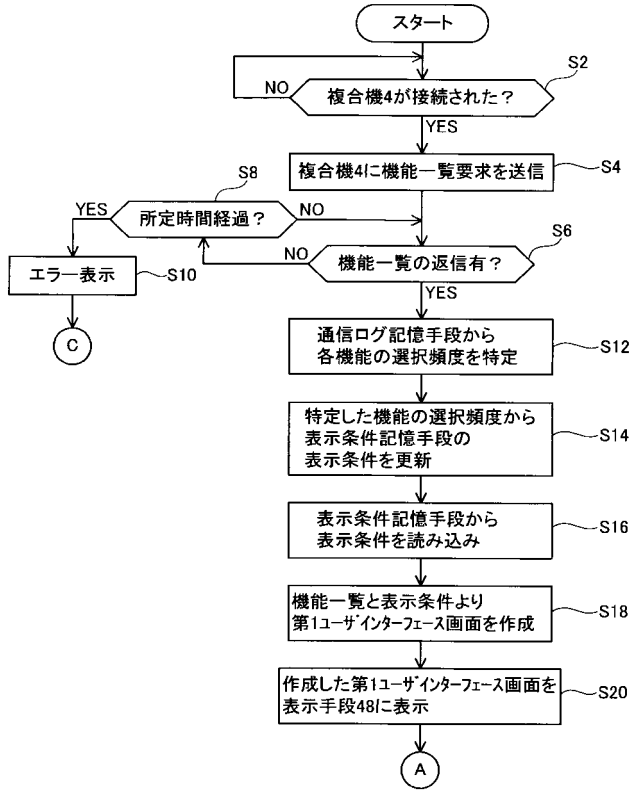 スタート
S2
複合機4が接続された？
NO
YES
複合機4に機能一覧要求を送信
S4
S8
所定時間経過？
YES
NO
S6
機能一覧の返信有？
NO
YES
エラー表示
S10
C
通信ログ記憶手段から
各機能の選択頻度を特定
S12
特定した機能の選択頻度から
表示条件記憶手段の
表示条件を更新
S14
表示条件記憶手段から
表示条件を読み込み
S16
機能一覧と表示条件より
第1ユーザインターフェース画面を作成
S18
作成した第1ユーザインターフェース画面を
表示手段48に表示
S20
A